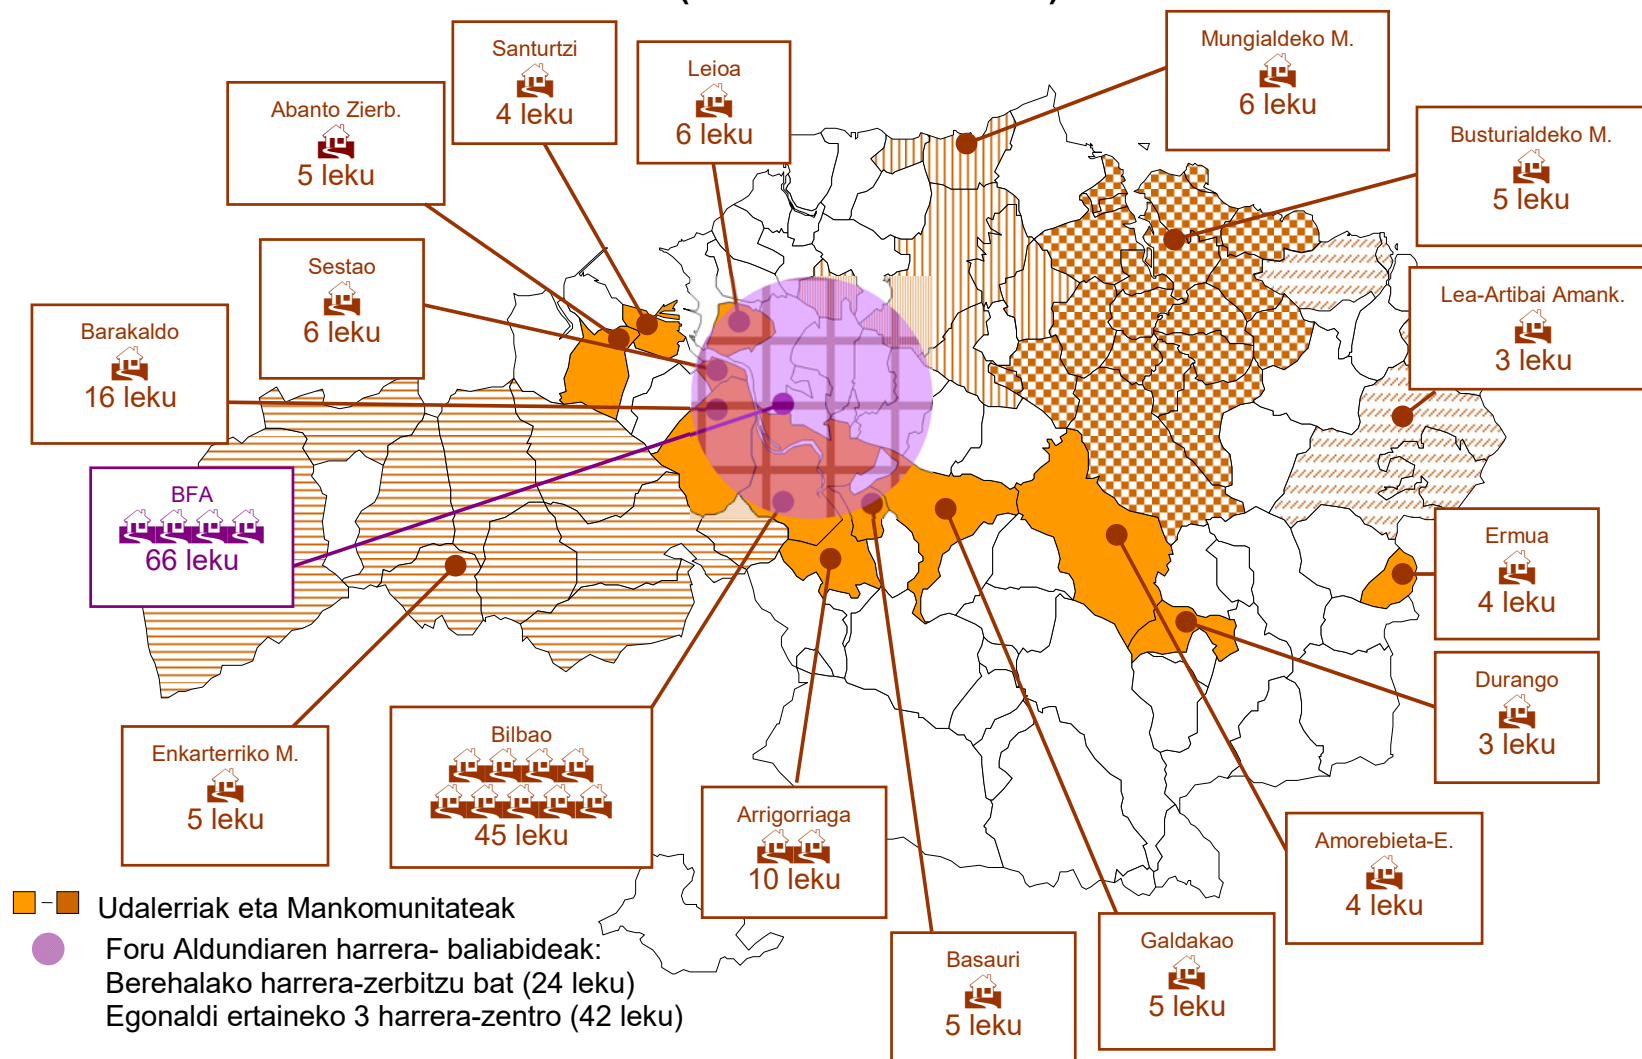 Santurtzi
4 leku
Leioa
6 leku
Mungialdeko M.
6 leku
Abanto Zierb.
5 leku
Busturialdeko M.
5 leku
Sestao
6 leku
Lea-Artibai Amank.
3 leku
Barakaldo
16 leku
BFA
66 leku
Ermua
4 leku
Durango
3 leku
Enkarterriko M.
5 leku
Bilbao
45 leku
Arrigorriaga
10 leku
Amorebieta-E.
4 leku
Galdakao
5 leku
Basauri
5 leku
- Udalerriak eta Mankomunitateak
Foru Aldundiaren harrera- baliabideak:
Berehalako harrera-zerbitzu bat (24 leku)
Egonaldi ertaineko 3 harrera-zentro (42 leku)